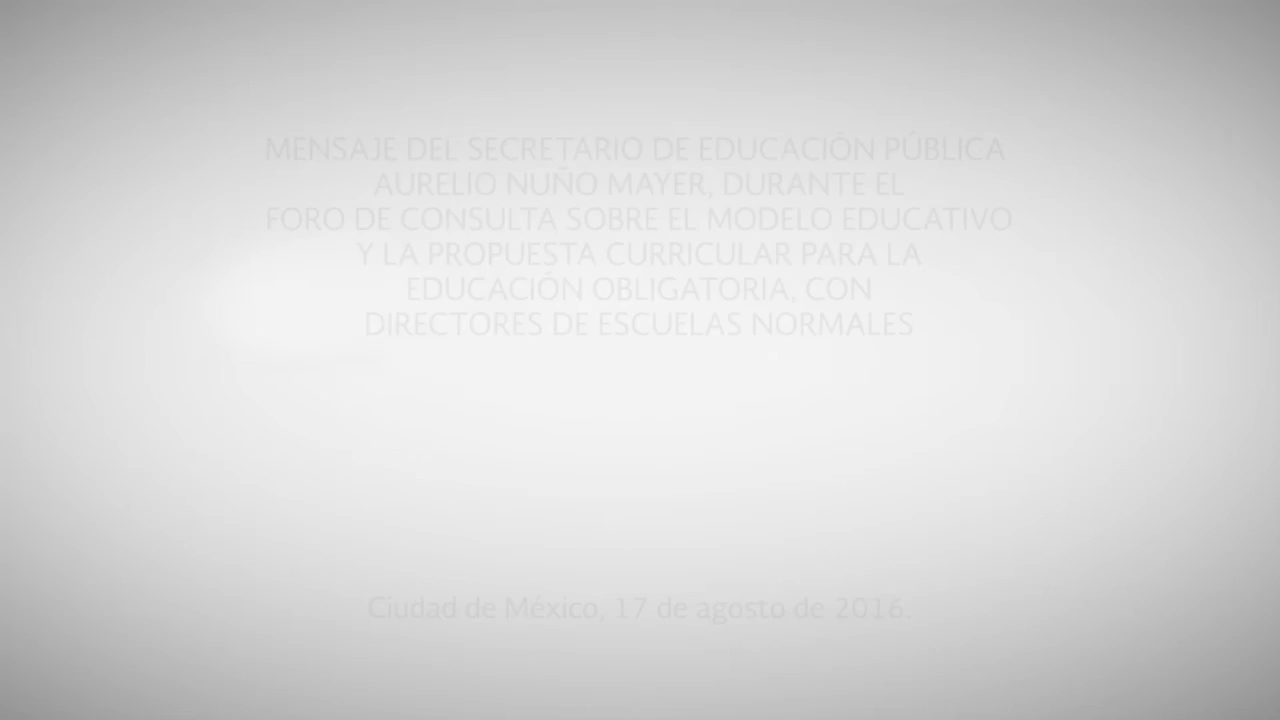 MENSAJE DEL SECRETARIO DE EDUCACIÓN PÚBLICA
AURELIO NUÑO MAYER, DURANTE EL
FORO DE CONSULTA SOBRE EL MODELO EDUCATIVO
Y LA PROPUESTA CURRICULAR PARA LA
EDUCACIÓN OBLIGATORIA, CON
DIRECTORES DE ESCUELAS NORMALES
Ciudad de México, 17 de agosto de 2016.